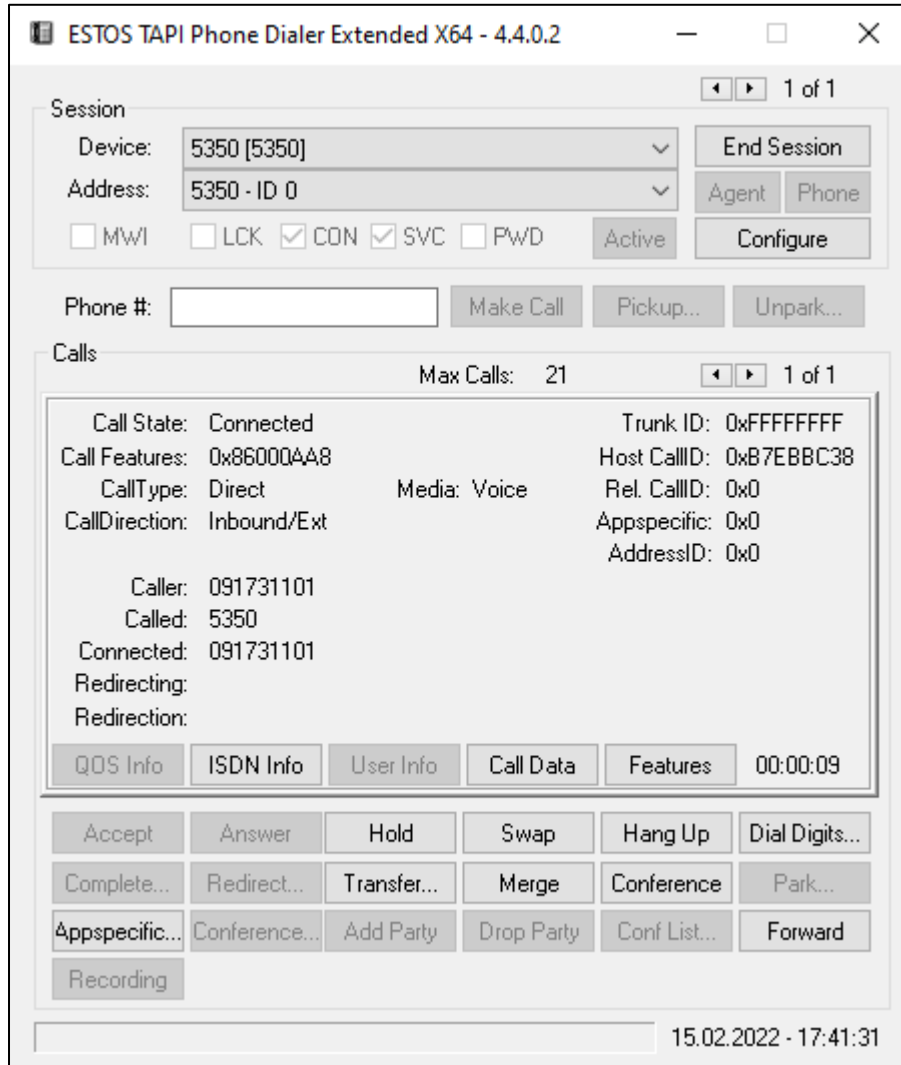 ESTOS TAPI Phone Dialer Extended X64 - 4.4.0.2
1 of 1
Session
Device: 5350 [5350] End Session
Address: 5350 - ID 0 Agent Phone
MWI LCK CON SVC PWD Active Configure
Phone #: Make Call Pickup... Unpark...
Calls
Max Calls: 21 1 of 1
Call State: Connected Trunk ID: 0xFFFFFFFF
Call Features: 0x86000AA8 Host CallID: 0xB7EBBC38
CallType: Direct Media: Voice Rel. CallID: 0x0
CallDirection: Inbound/Ext Appspecific: 0x0
AddressID: 0x0
Caller: 091731101
Called: 5350
Connected: 091731101
Redirecting:
Redirection:
QOS Info ISDN Info User Info Call Data Features 00:00:09
Accept Answer Hold Swap Hang Up Dial Digits...
Complete... Redirect... Transfer... Merge Conference Park...
Appspecific... Conference... Add Party Drop Party Conf List... Forward
Recording
15.02.2022 - 17:41:31